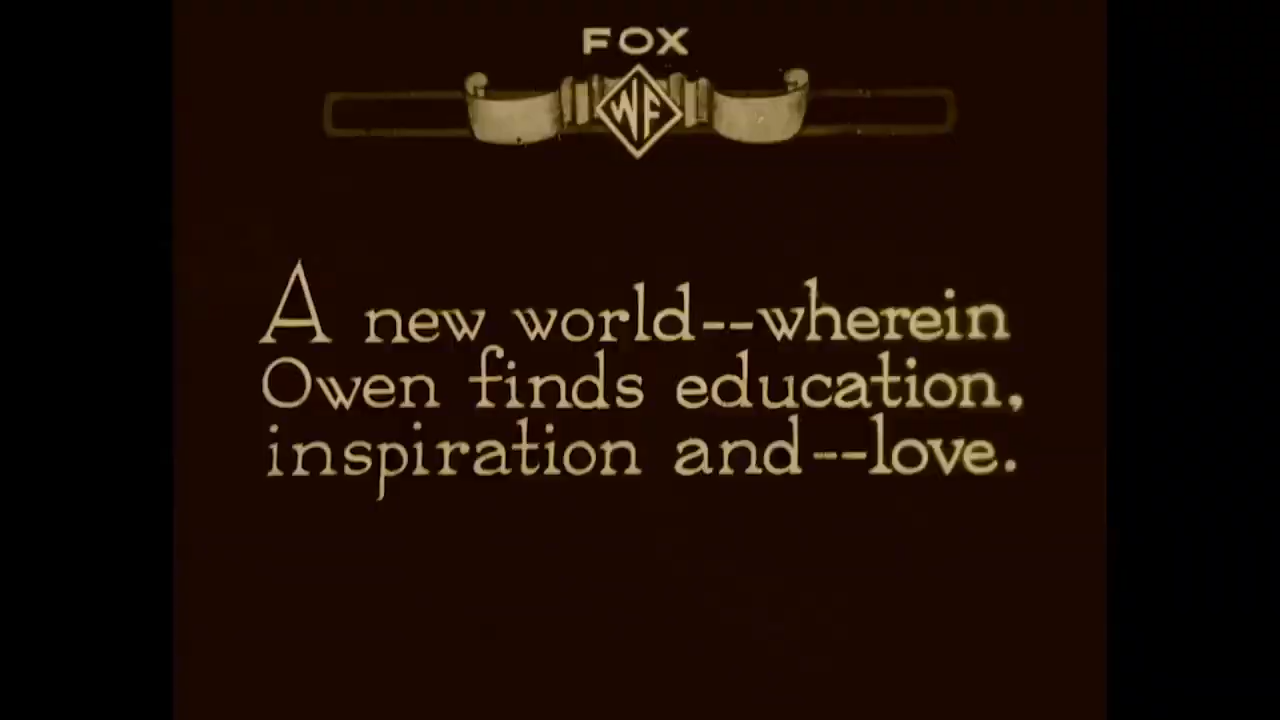 FOX
WF
A new world--wherein
Owen finds education,
inspiration and--love.